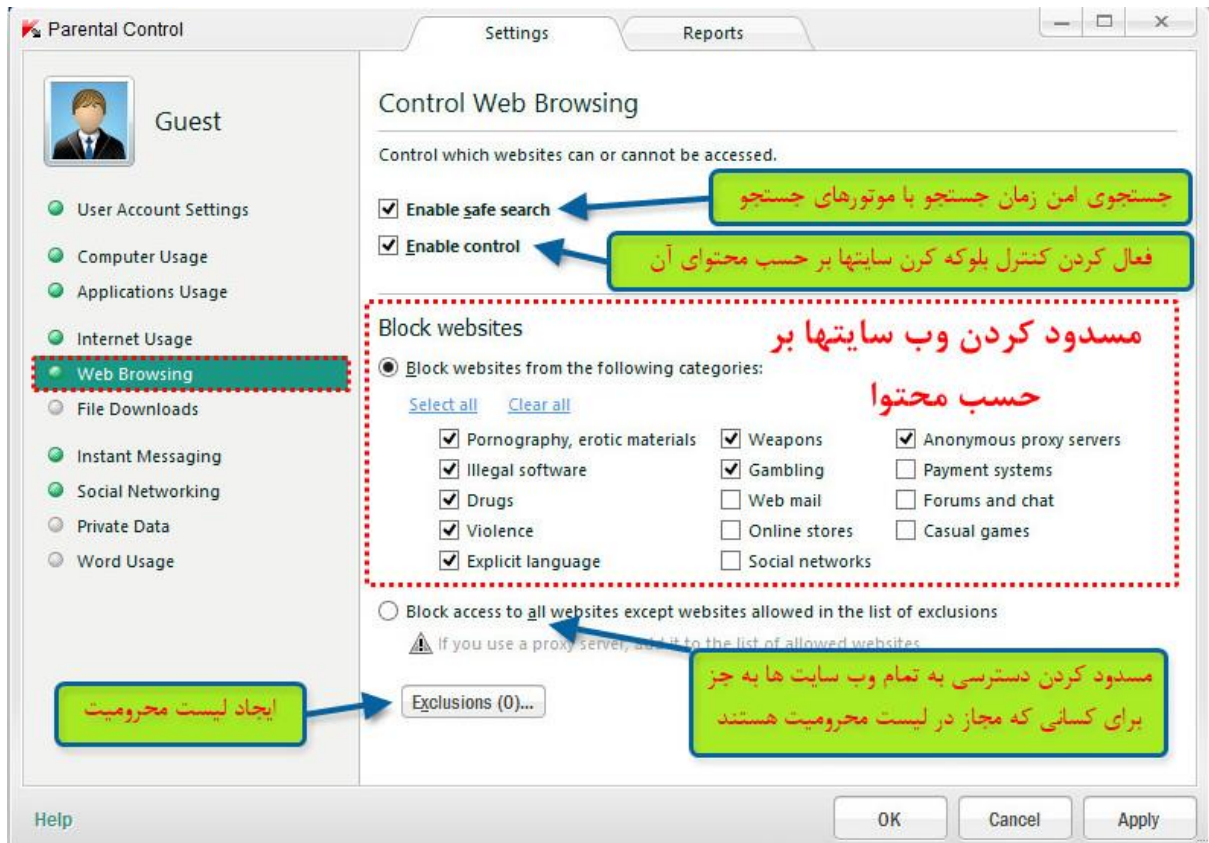 Parental Control
Settings
Reports
Guest
User Account Settings
Computer Usage
Applications Usage
Internet Usage
Web Browsing
File Downloads
Instant Messaging
Social Networking
Private Data
Word Usage
Control Web Browsing
Control which websites can or cannot be accessed.
Enable safe search
جستجوی امن زمان جستجو با موتورهای جستجو
Enable control
فعال کردن کنترل بلوکه کرن سایتها بر حسب محتوای آن
Block websites
مسدود کردن وب سایتها بر
حسب محتوا
Block websites from the following categories:
Select all Clear all
Pornography, erotic materials Weapons Anonymous proxy servers
Illegal software Gambling Payment systems
Drugs Web mail Forums and chat
Violence Online stores Casual games
Explicit language Social networks
Block access to all websites except websites allowed in the list of exclusions
If you use a proxy server, add it to the list of allowed websites
مسدود کردن دسترسی به تمام وب سایت ها به جز
برای کسانی که مجاز در لیست محرومیت هستند
ایجاد لیست محرومیت
Exclusions (0)...
Help
OK
Cancel
Apply